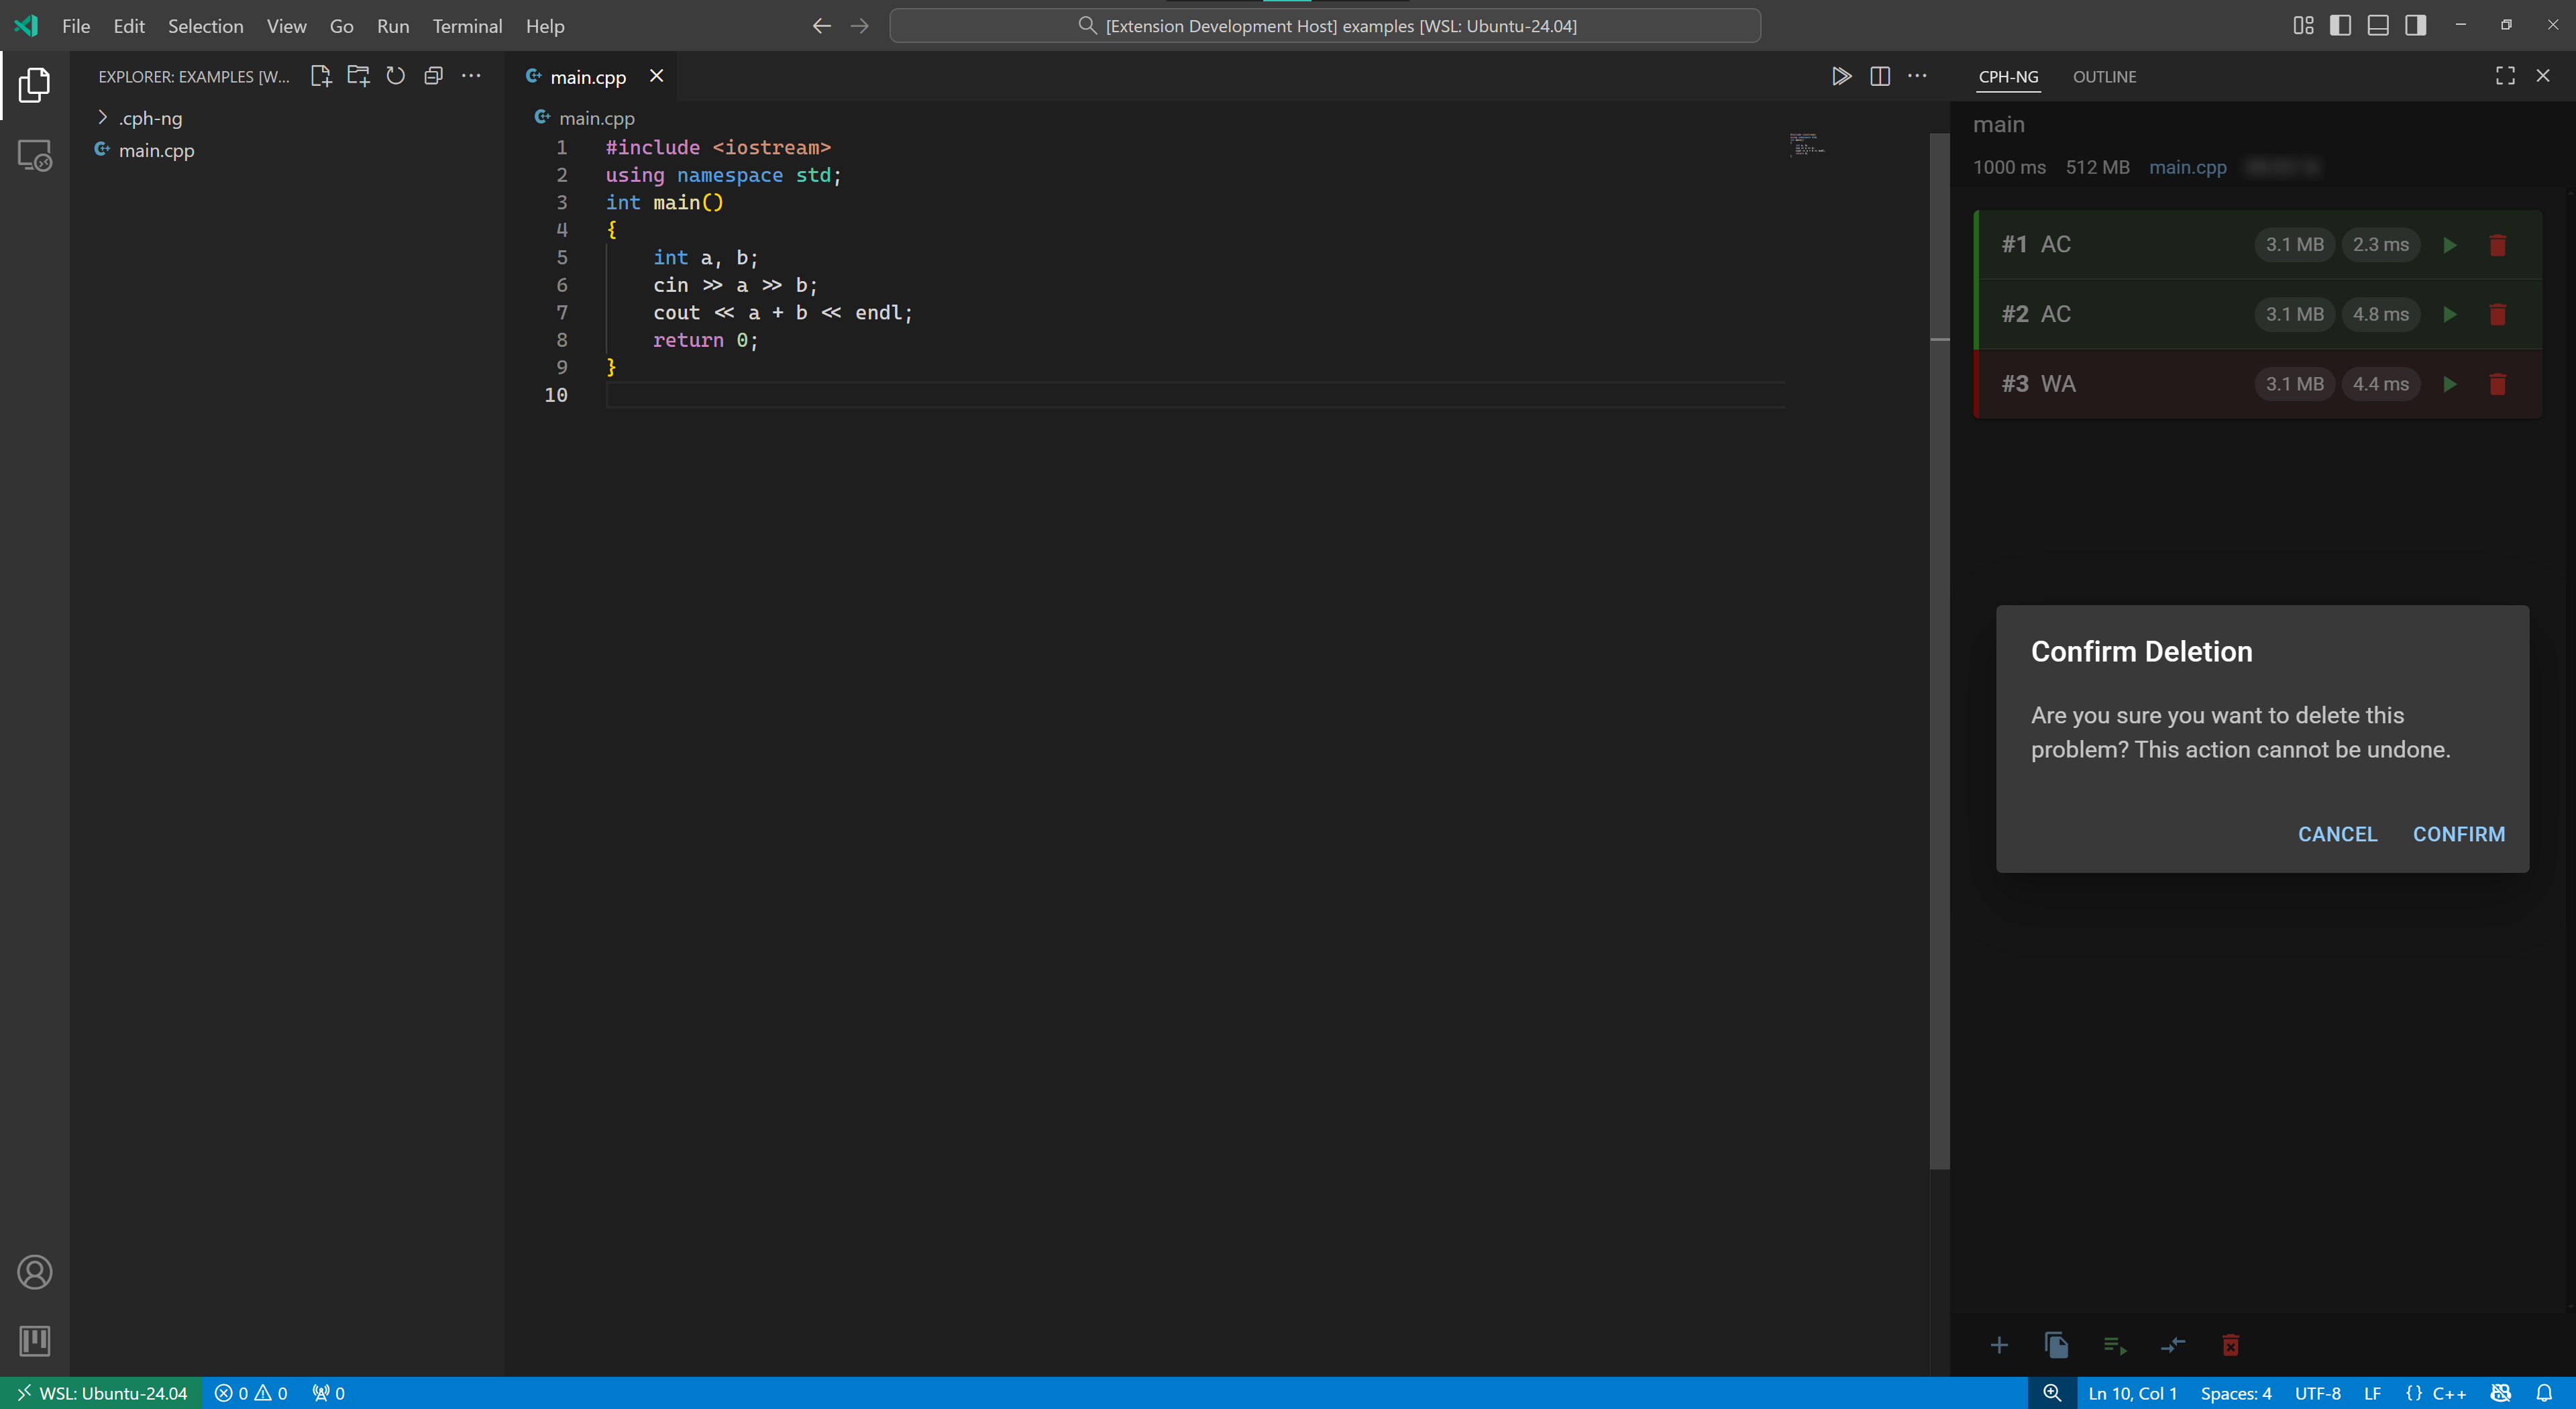 File Edit Selection View Go Run Terminal Help
[Extension Development Host] examples [WSL: Ubuntu-24.04]
EXPLORER: EXAMPLES [W...
.cph-ng
main.cpp
main.cpp
main.cpp
1 #include <iostream>
2 using namespace std;
3 int main()
4 {
5 int a, b;
6 cin >> a >> b;
7 cout << a + b << endl;
8 return 0;
9 }
10
CPH-NG OUTLINE
main
1000 ms 512 MB main.cpp
#1 AC 3.1 MB 2.3 ms
#2 AC 3.1 MB 4.8 ms
#3 WA 3.1 MB 4.4 ms
Confirm Deletion
Are you sure you want to delete this
problem? This action cannot be undone.
CANCEL CONFIRM
WSL: Ubuntu-24.04 0 0 0
Ln 10, Col 1 Spaces: 4 UTF-8 LF {} C++